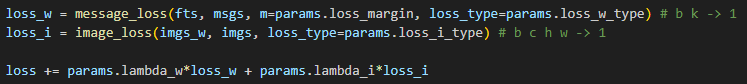 loss_w = message_loss(fts, msgs, m=params.loss_margin, loss_type=params.loss_w_type) # b k -> 1
loss_i = image_loss(imgs_w, imgs, loss_type=params.loss_i_type) # b c h w -> 1
loss += params.lambda_w*loss_w + params.lambda_i*loss_i